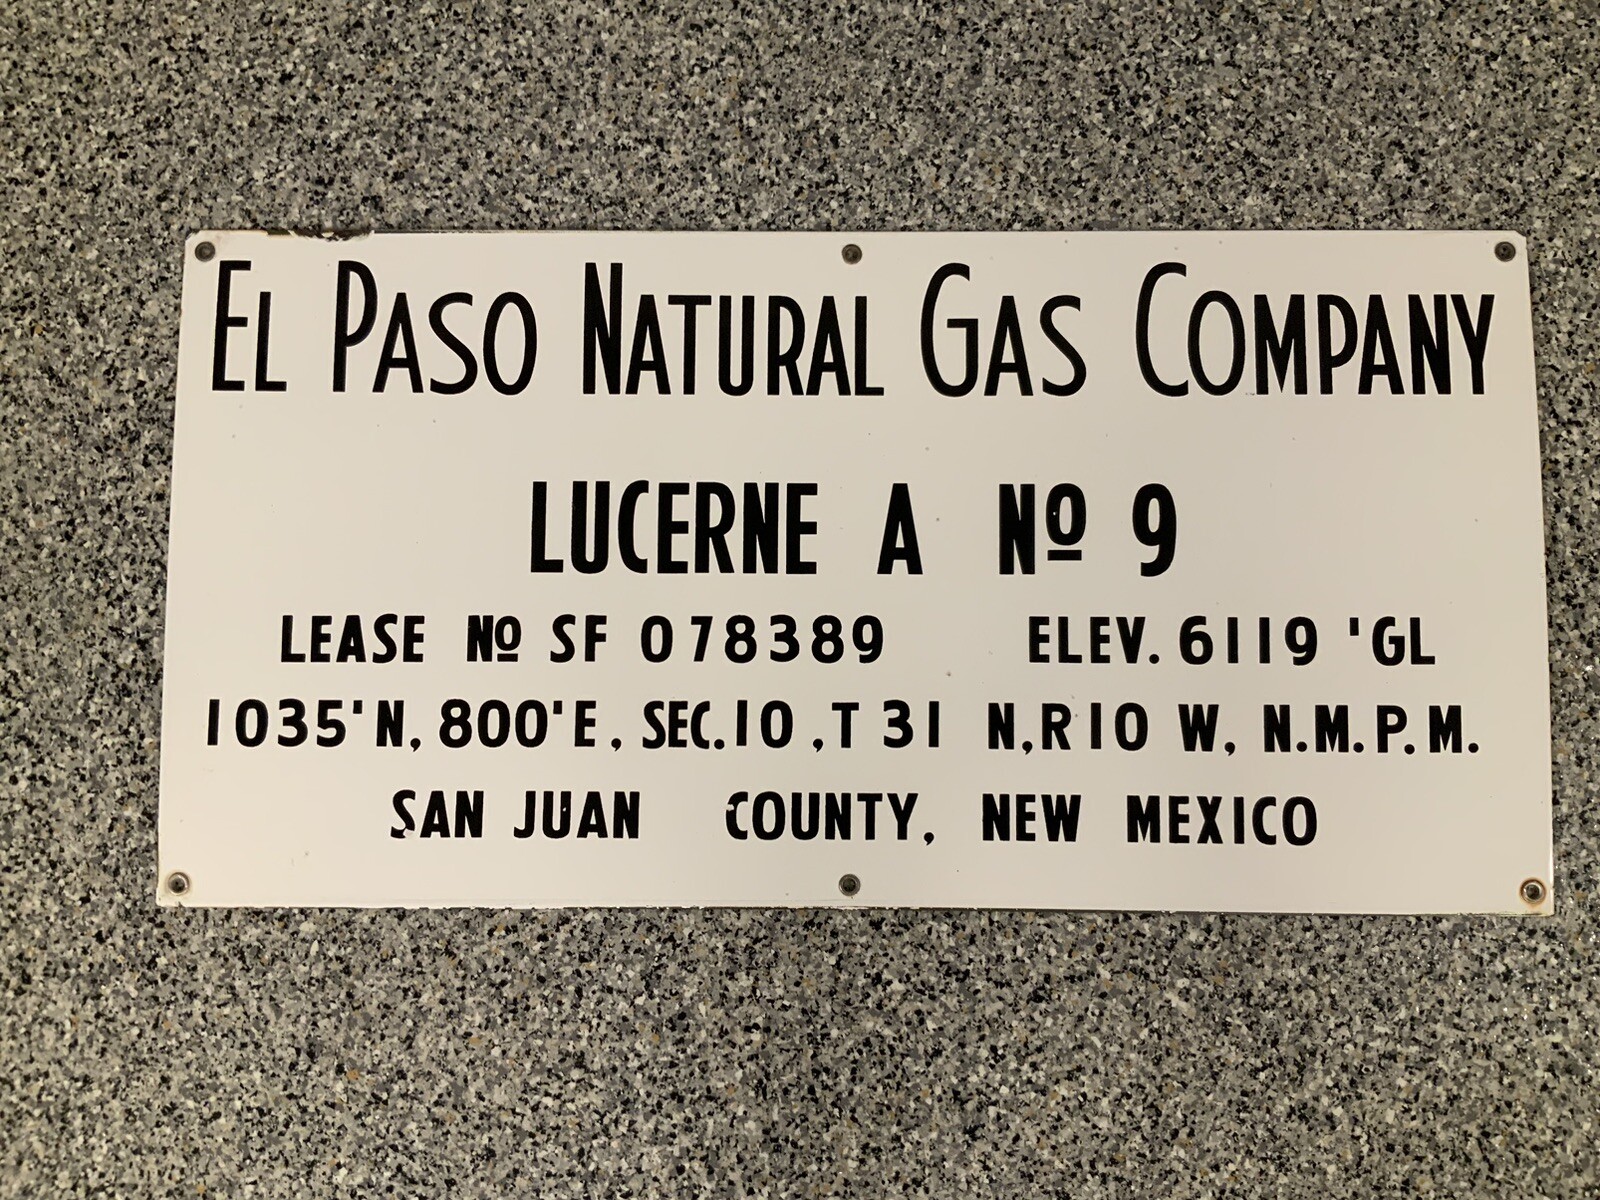 EL PASO NATURAL GAS COMPANY
LUCERNE A Nº 9
LEASE Nº SF 078389 ELEV. 6119 'GL
1035'N, 800'E, SEC.10, T 31 N, R10 W, N.M.P.M.
SAN JUAN COUNTY, NEW MEXICO